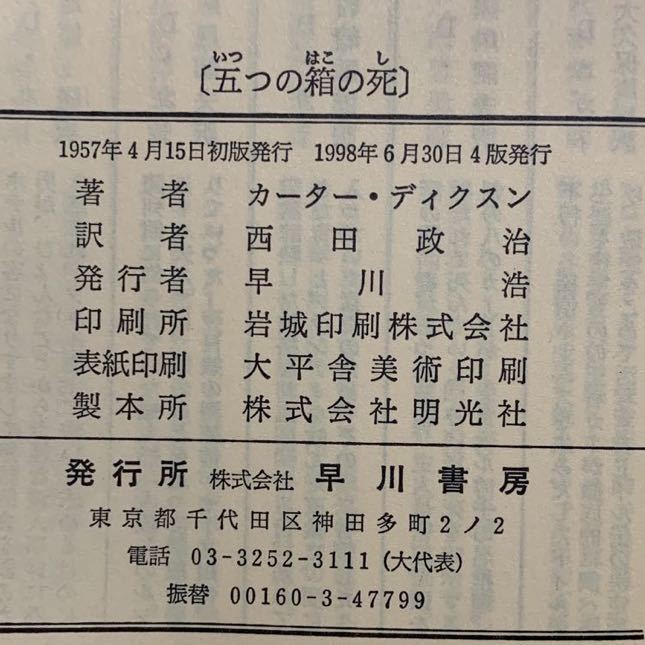 〔五つの箱の死〕
1957年4月15日初版発行 1998年6月30日4版発行
著者 カーター・ディクスン
訳者 西田政治
発行者 早川浩
印刷所 岩城印刷株式会社
表紙印刷 大平舎美術印刷
製本所 株式会社明光社
発行所 株式会社 早川書房
東京都千代田区神田多町2ノ2
電話 03-3252-3111(大代表)
振替 00160-3-47799